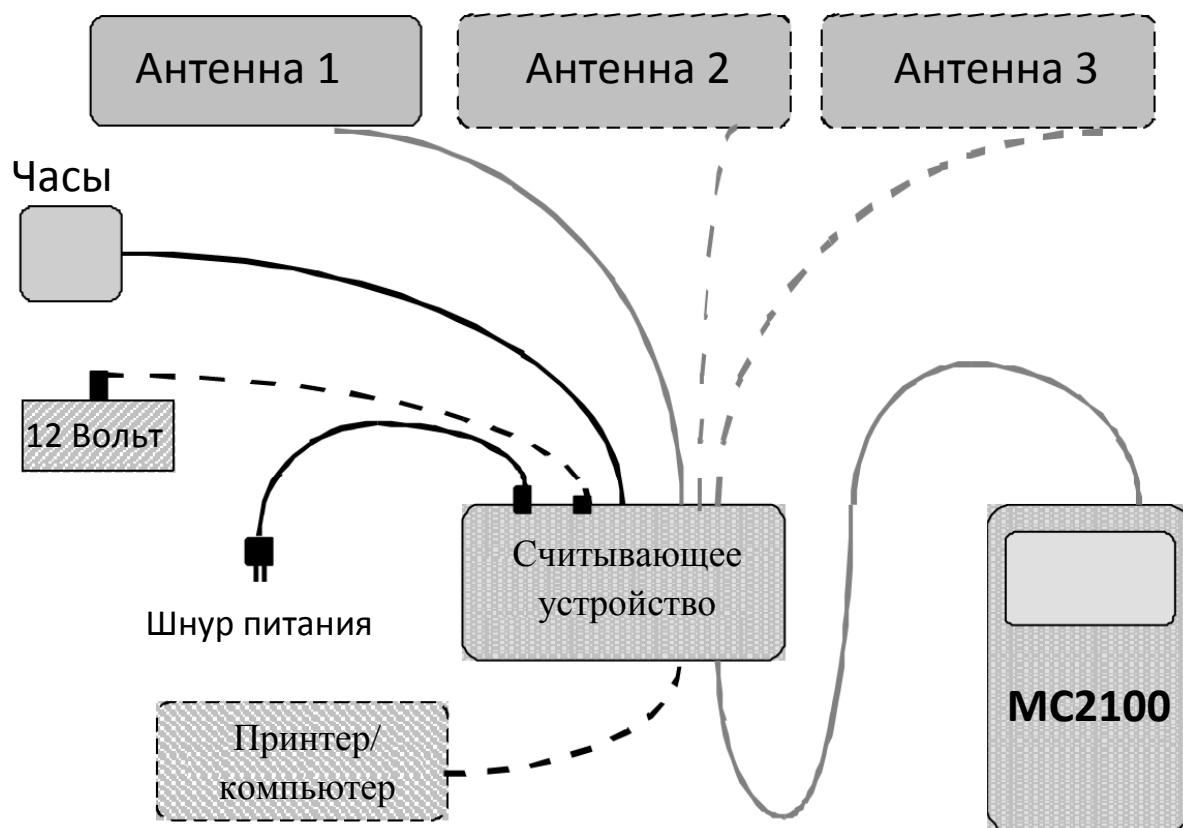 Антенна 1
Антенна 2
Антенна 3
Часы
12 Вольт
Шнур питания
Считывающее
устройство
Принтер/
компьютер
MC2100